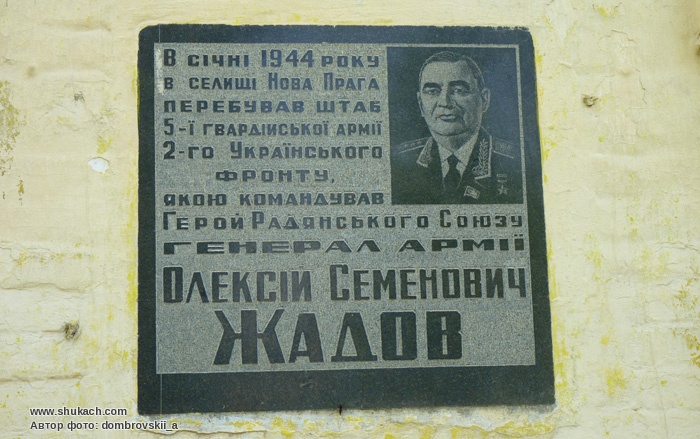 В січні 1944 року
в селищі Нова Прага
перебував штаб
5-ї гвардійської армії
2-го Українського
фронту,
якою командував
Герой Радянського Союзу
генерал армії
Олексій Семенович
Жадов
www.shukach.com
Автор фото: dombrovskii_a